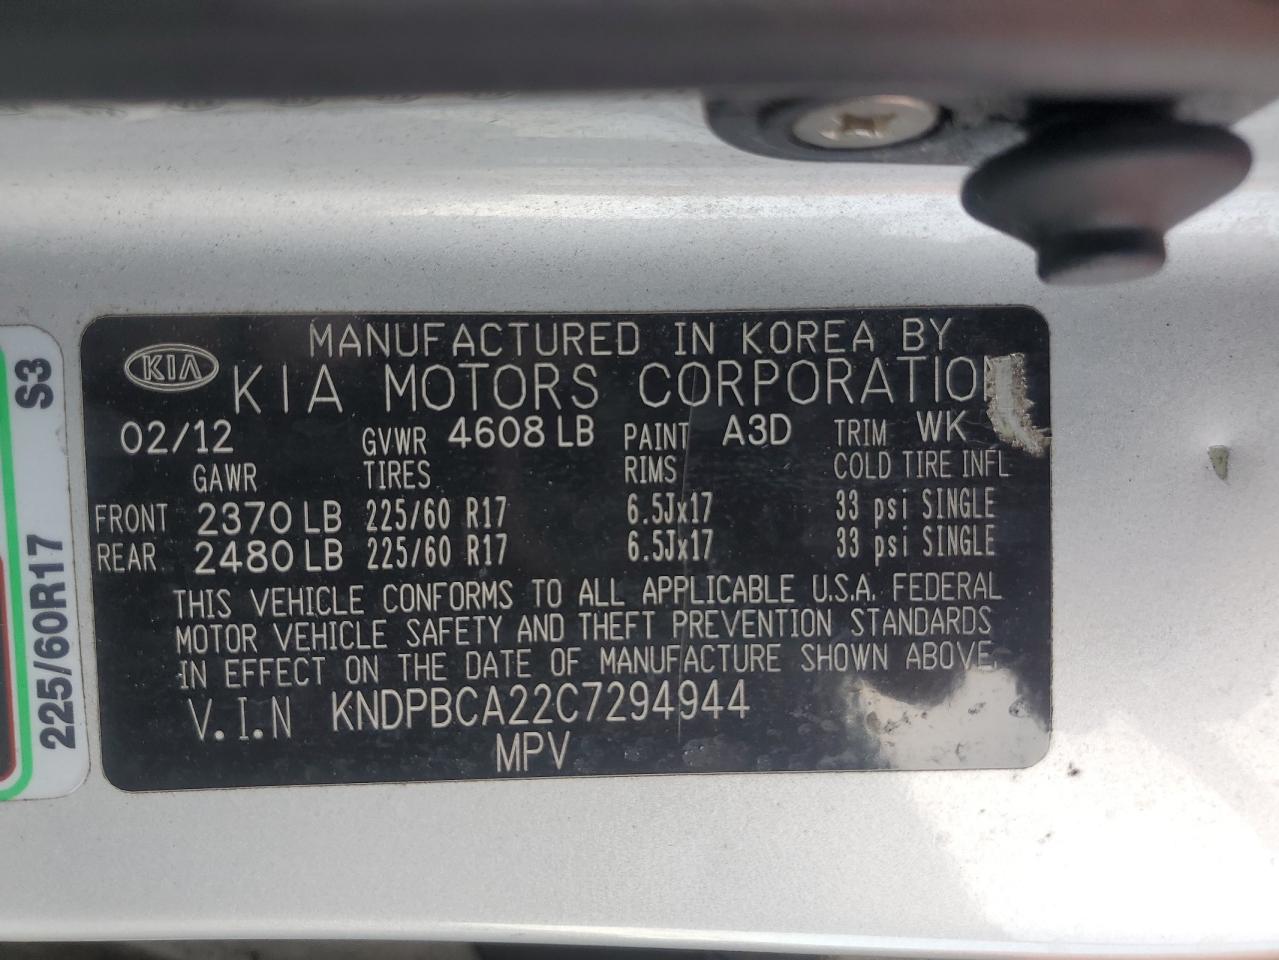 MANUFACTURED IN KOREA BY
KIA KIA MOTORS CORPORATION
02/12 GVWR 4608 LB PAINT A3D TRIM WK
GAWR TIRES RIMS COLD TIRE INFL
FRONT 2370 LB 225/60 R17 6.5Jx17 33 psi SINGLE
REAR 2480 LB 225/60 R17 6.5Jx17 33 psi SINGLE
THIS VEHICLE CONFORMS TO ALL APPLICABLE U.S.A. FEDERAL
MOTOR VEHICLE SAFETY AND THEFT PREVENTION STANDARDS
IN EFFECT ON THE DATE OF MANUFACTURE SHOWN ABOVE.
V.I.N KNDPBCA22C7294944
MPV
225/60R17 S3